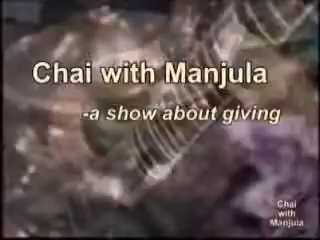 Chai with Manjula
-a show about giving
Chai
with
Manjula